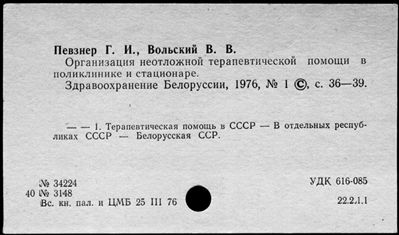 Певзнер Г. И., Вольский В. В.
Организация неотложной терапевтической помощи в
поликлинике и стационаре.
Здравоохранение Белоруссии, 1976, № 1 ©, с. 36—39.
— — 1. Терапевтическая помощь в СССР — В отдельных респуб-
ликах СССР — Белорусская ССР.
№ 34224 УДК 616-085
40 № 3148
Вс. кн. пал. и ЦМБ 25 III 76 22.2.1.1